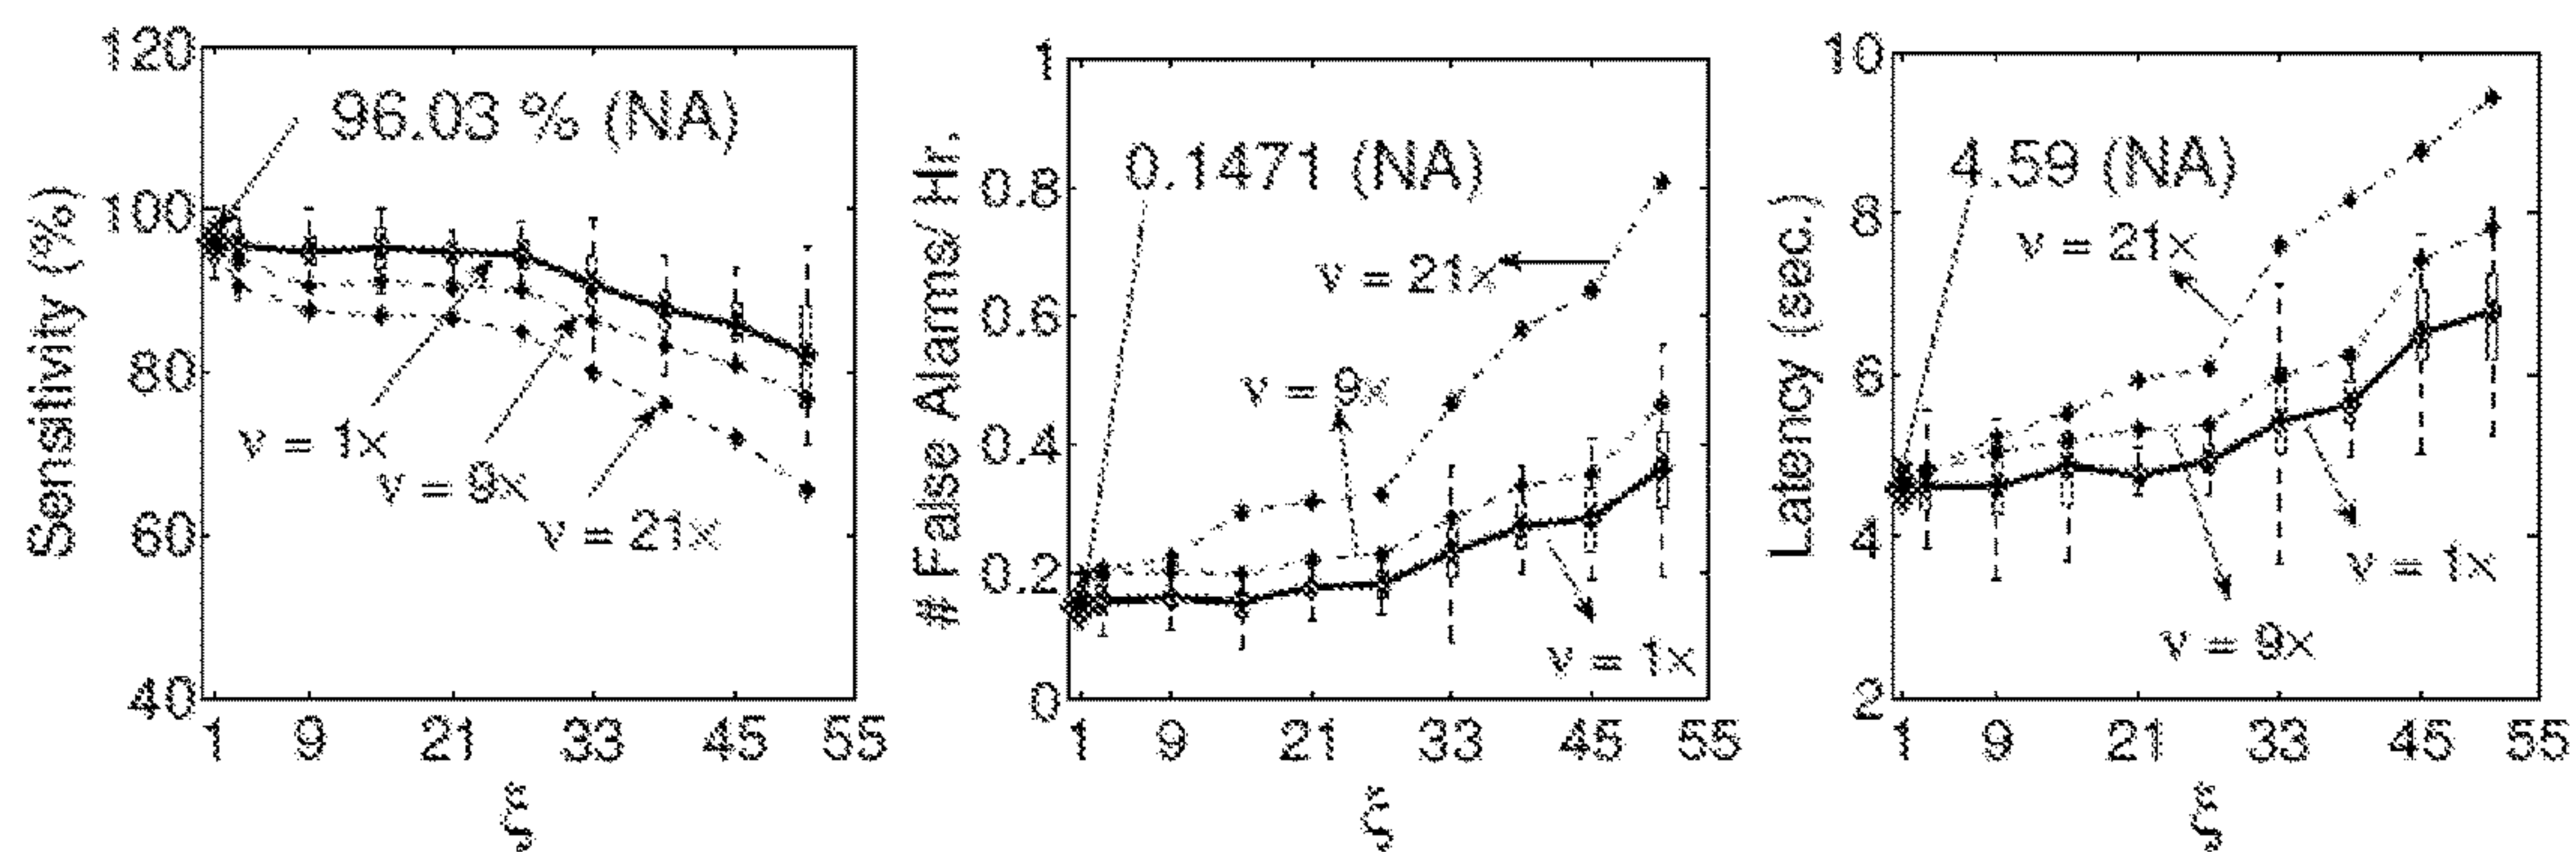 120
100
80
60
40
Sensitivity (%)
96.03 % (NA)
ν = 1x
ν = 9x
ν = 21x
1 9 21 33 45 55
ξ
1
0.8
0.6
0.4
0.2
0
# False Alarms/ Hr.
0.1471 (NA)
ν = 21x
ν = 9x
ν = 1x
1 9 21 33 45 55
ξ
10
8
6
4
2
Latency (sec.)
4.59 (NA)
ν = 21x
ν = 1x
ν = 9x
1 9 21 33 45 55
ξ